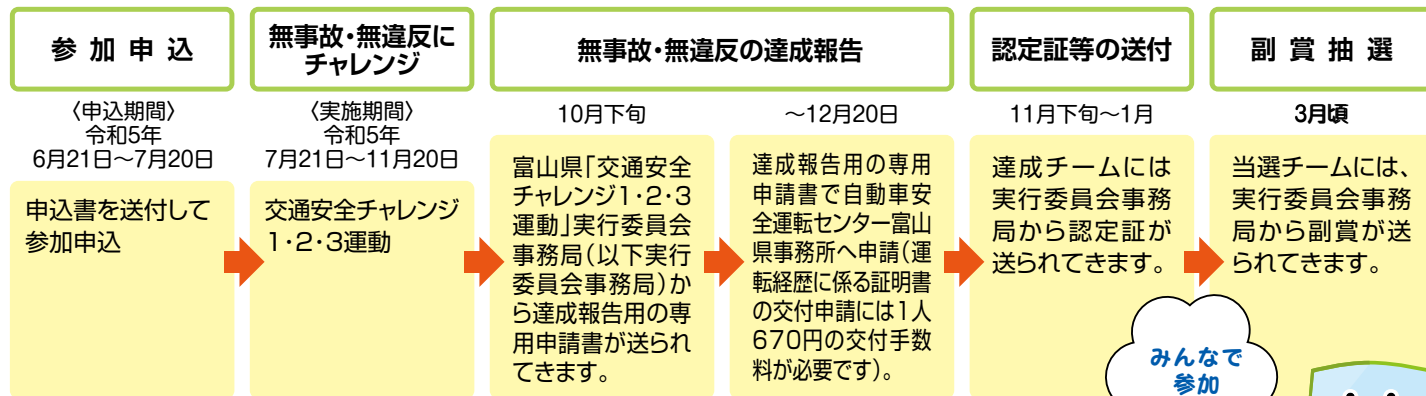 参加申込
〈申込期間〉
令和5年
6月21日～7月20日
申込書を送付して
参加申込
無事故・無違反に
チャレンジ
〈実施期間〉
令和5年
7月21日～11月20日
交通安全チャレンジ
1・2・3運動
無事故・無違反の達成報告
10月下旬
富山県「交通安全
チャレンジ1・2・3
運動」実行委員会
事務局(以下実行
委員会事務局)か
ら達成報告用の専
用申請書が送られ
てきます。
～12月20日
達成報告用の専用
申請書で自動車安
全運転センター富山
県事務所へ申請(運
転経歴に係る証明書
の交付申請には1人
670円の交付手数
料が必要です)。
認定証等の送付
11月下旬～1月
達成チームには
実行委員会事務
局から認定証が
送られてきます。
副賞抽選
3月頃
当選チームには、
実行委員会事務
局から副賞が送
られてきます。
みんなで
参加